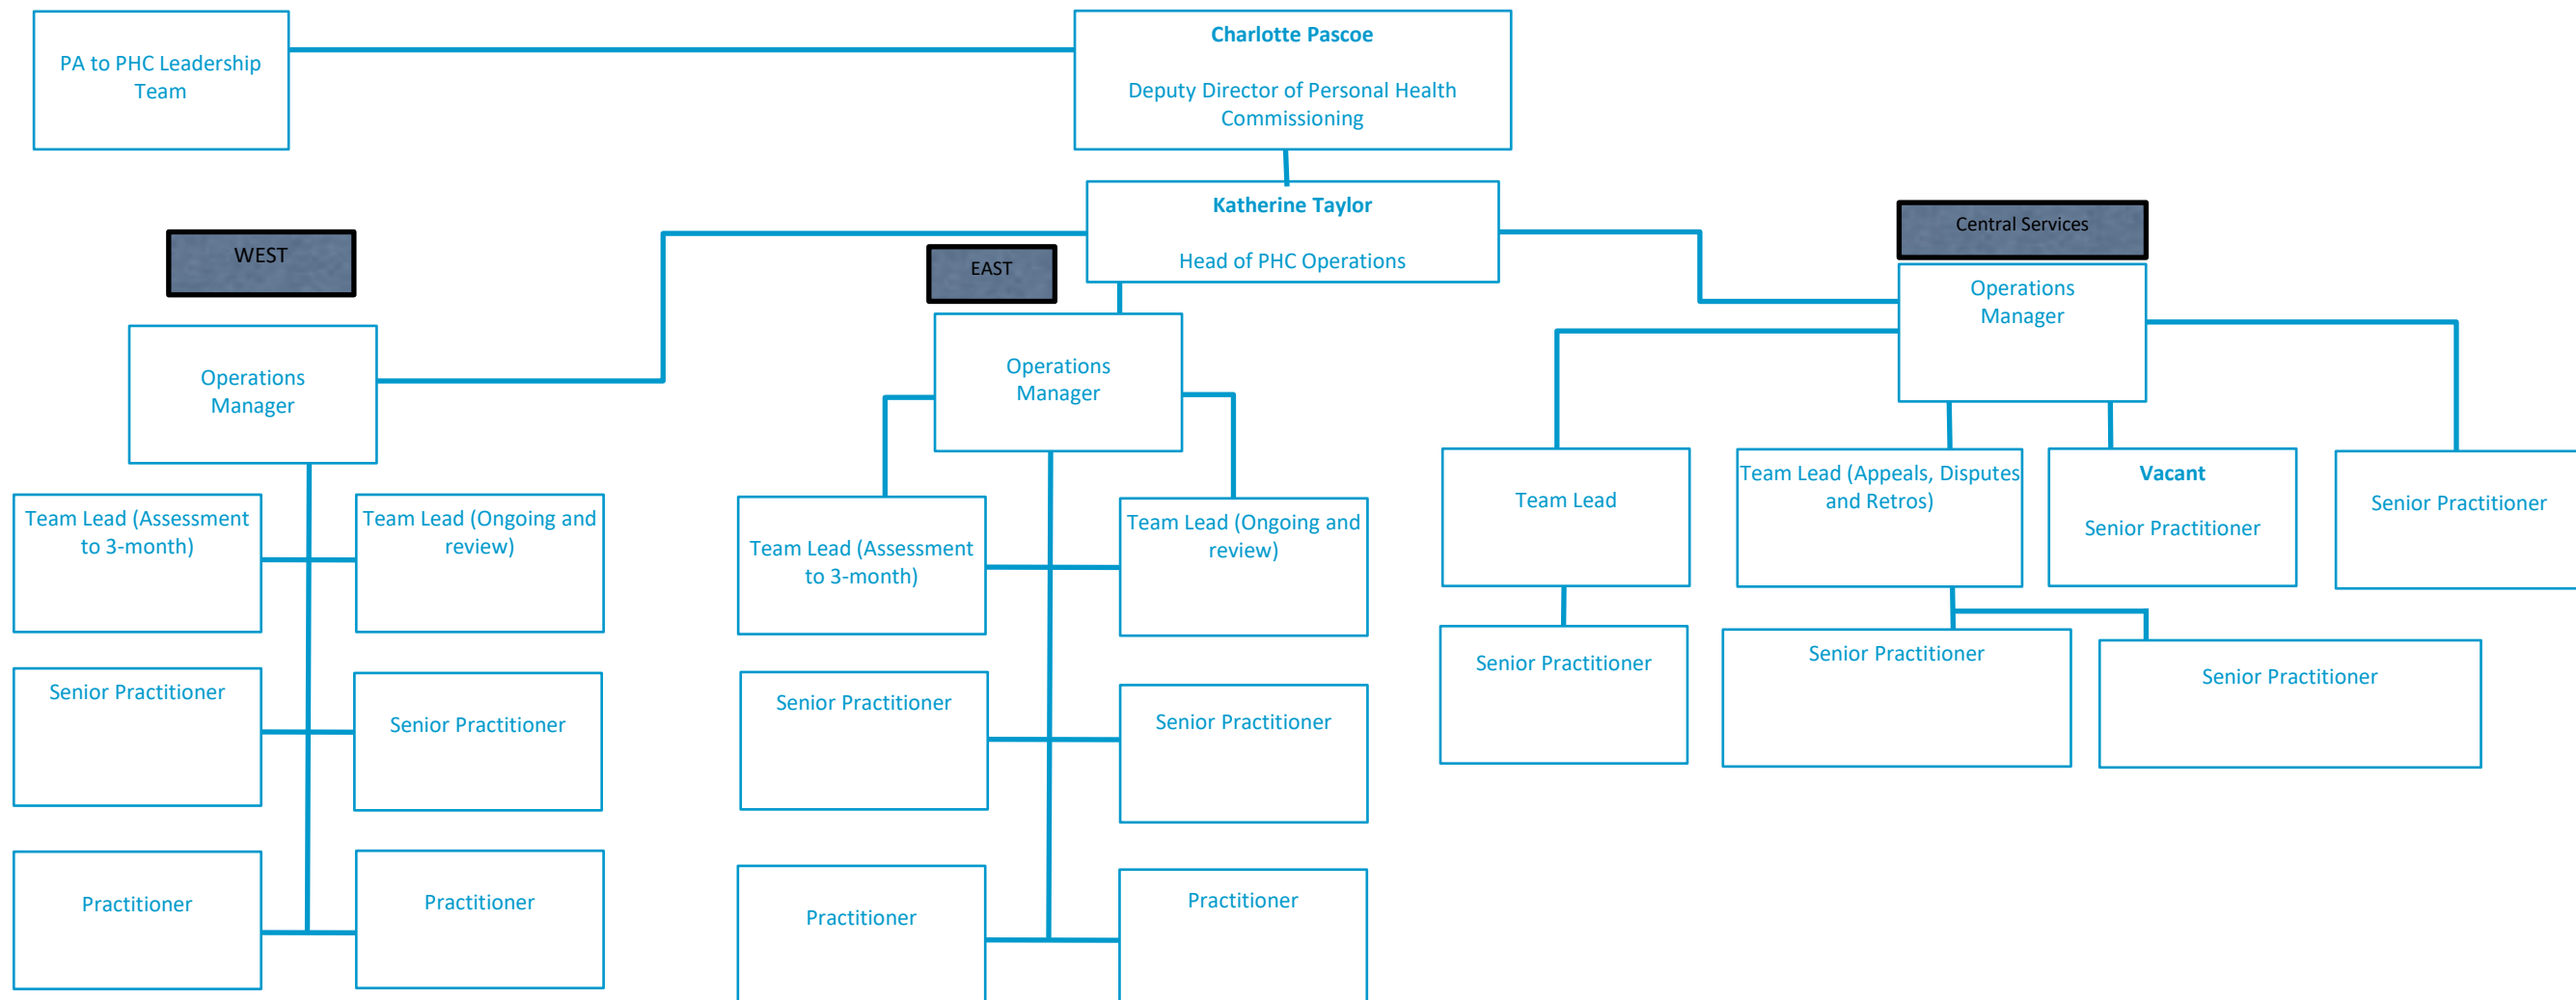 PA to PHC Leadership
Team
Charlotte Pascoe
Deputy Director of Personal Health
Commissioning
Katherine Taylor
Head of PHC Operations
WEST
EAST
Central Services
Operations
Manager
Operations
Manager
Operations
Manager
Team Lead (Assessment
to 3-month)
Team Lead (Ongoing and
review)
Senior Practitioner
Senior Practitioner
Practitioner
Practitioner
Team Lead (Assessment
to 3-month)
Team Lead (Ongoing and
review)
Senior Practitioner
Senior Practitioner
Practitioner
Practitioner
Team Lead
Team Lead (Appeals, Disputes
and Retros)
Vacant
Senior Practitioner
Senior Practitioner
Senior Practitioner
Senior Practitioner
Senior Practitioner